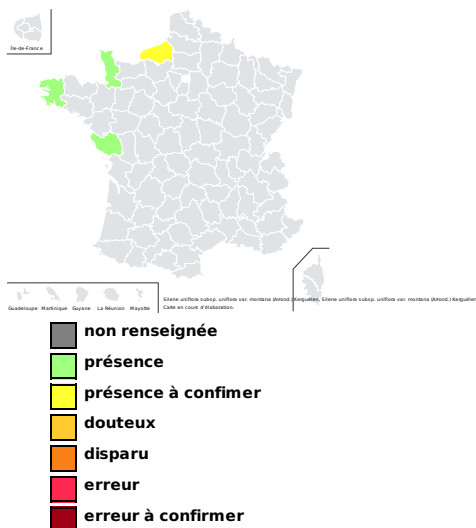 Île-de-France
Guadeloupe Martinique Guyane La Réunion Mayotte
Silene uniflora subsp. uniflora var. montana (Arrond.) Kerguélen, Silene uniflora subsp. uniflora var. montana (Arrond.) Kerguélen
Carte en cours d'élaboration.
non renseignée
présence
présence à confimer
douteux
disparu
erreur
erreur à confirmer